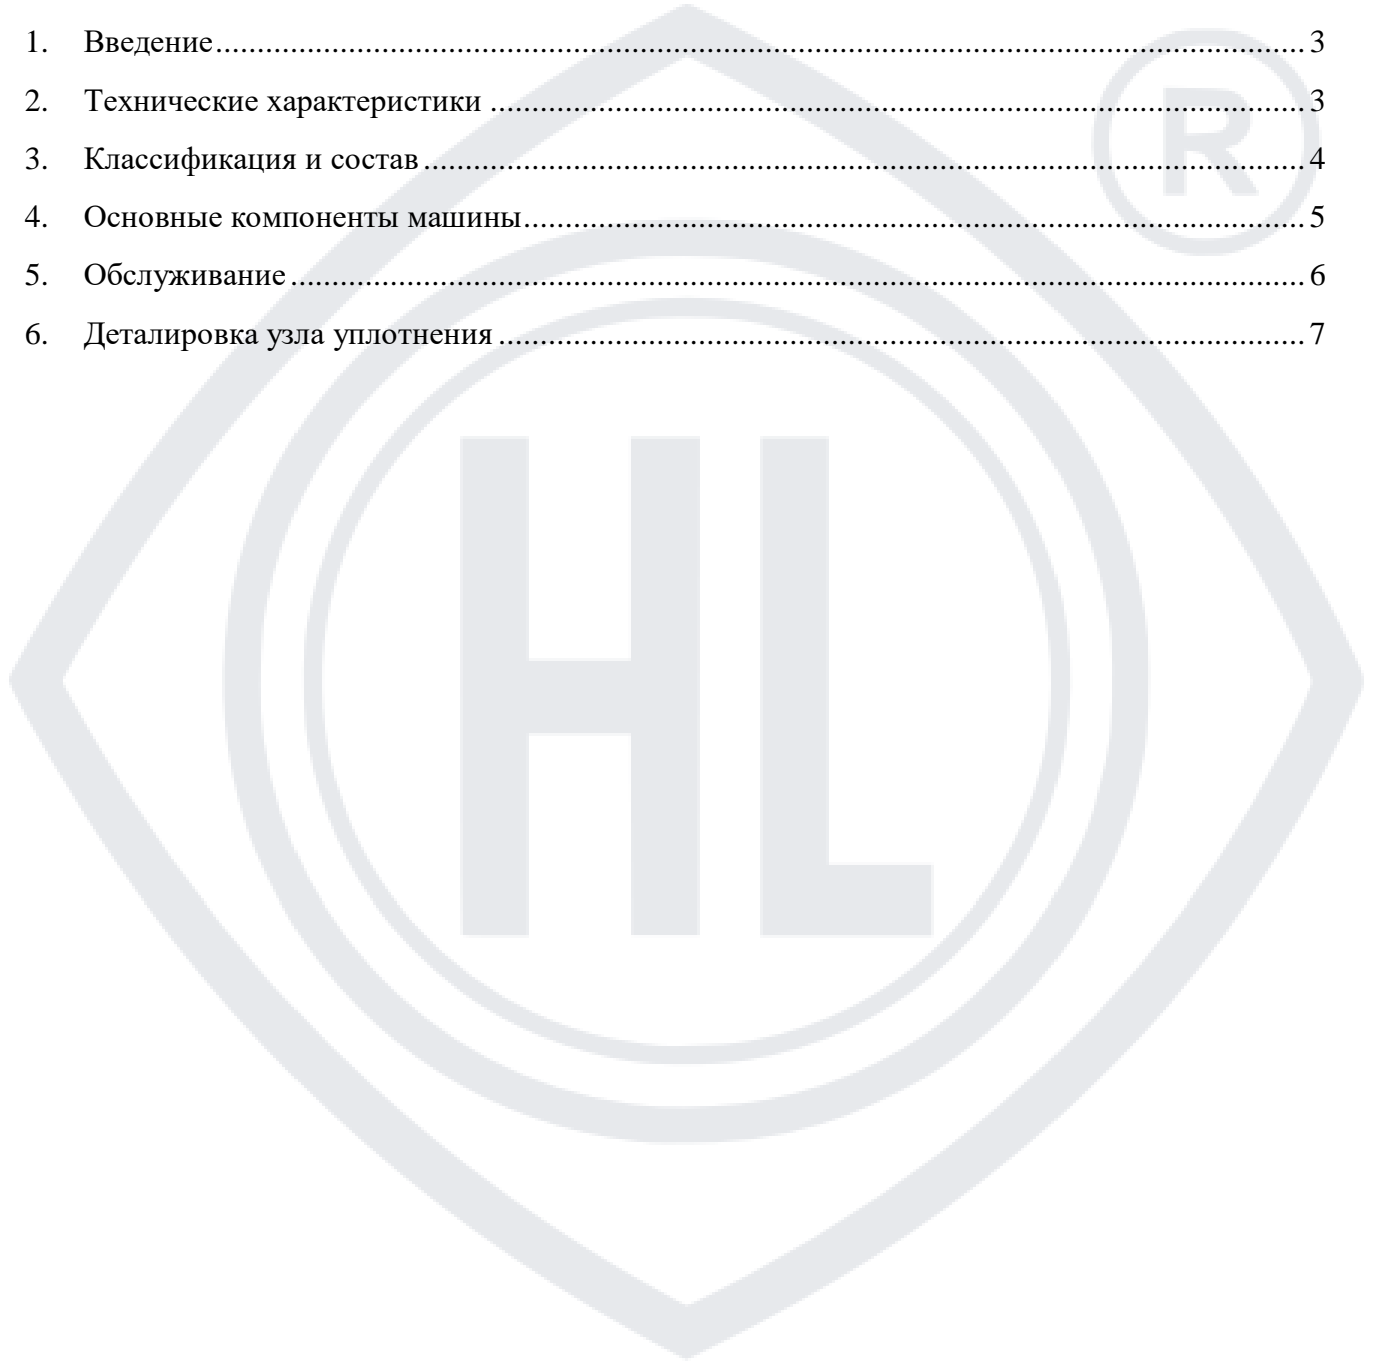 1. Введение 3
2. Технические характеристики 3
3. Классификация и состав 4
4. Основные компоненты машины 5
5. Обслуживание 6
6. Деталировка узла уплотнения 7
®
HL